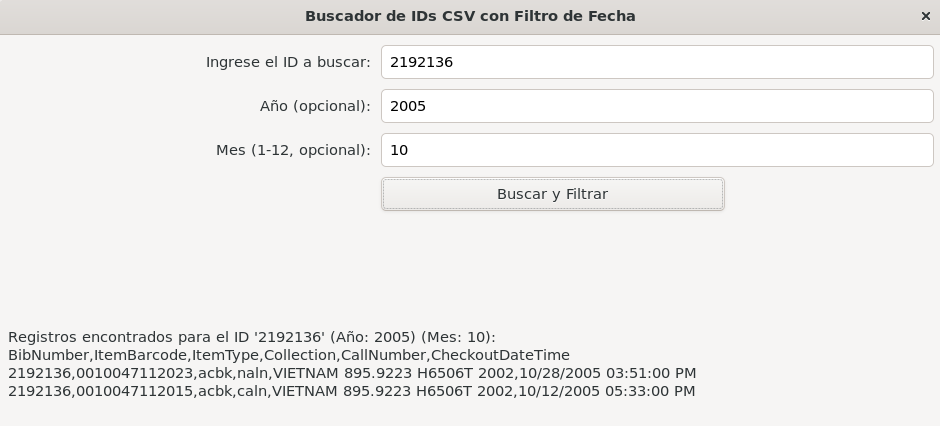 Buscador de IDs CSV con Filtro de Fecha
Ingrese el ID a buscar: 2192136
Año (opcional): 2005
Mes (1-12, opcional): 10
Buscar y Filtrar
Registros encontrados para el ID '2192136' (Año: 2005) (Mes: 10):
BibNumber,ItemBarcode,ItemType,Collection,CallNumber,CheckoutDateTime
2192136,0010047112023,acbk,naln,VIETNAM 895.9223 H6506T 2002,10/28/2005 03:51:00 PM
2192136,0010047112015,acbk,caln,VIETNAM 895.9223 H6506T 2002,10/12/2005 05:33:00 PM